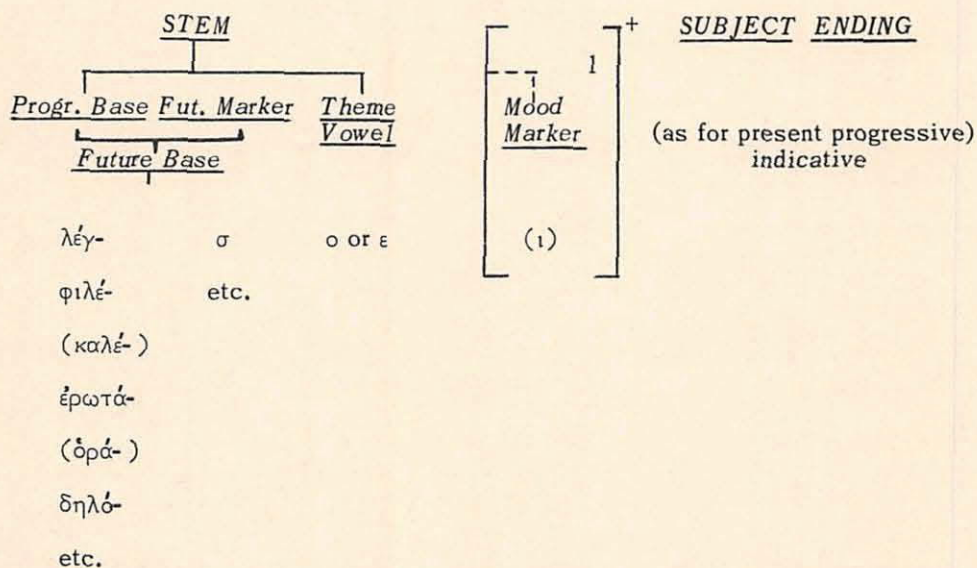 STEM + SUBJECT ENDING
1
Progr. Base Fut. Marker Theme Mood
Vowel Marker (as for present progressive)
Future Base indicative
λέγ- σ ο or ε (ι)
φιλέ- etc.
(καλέ-)
ἐρωτά-
(ὁρά-)
δηλό-
etc.